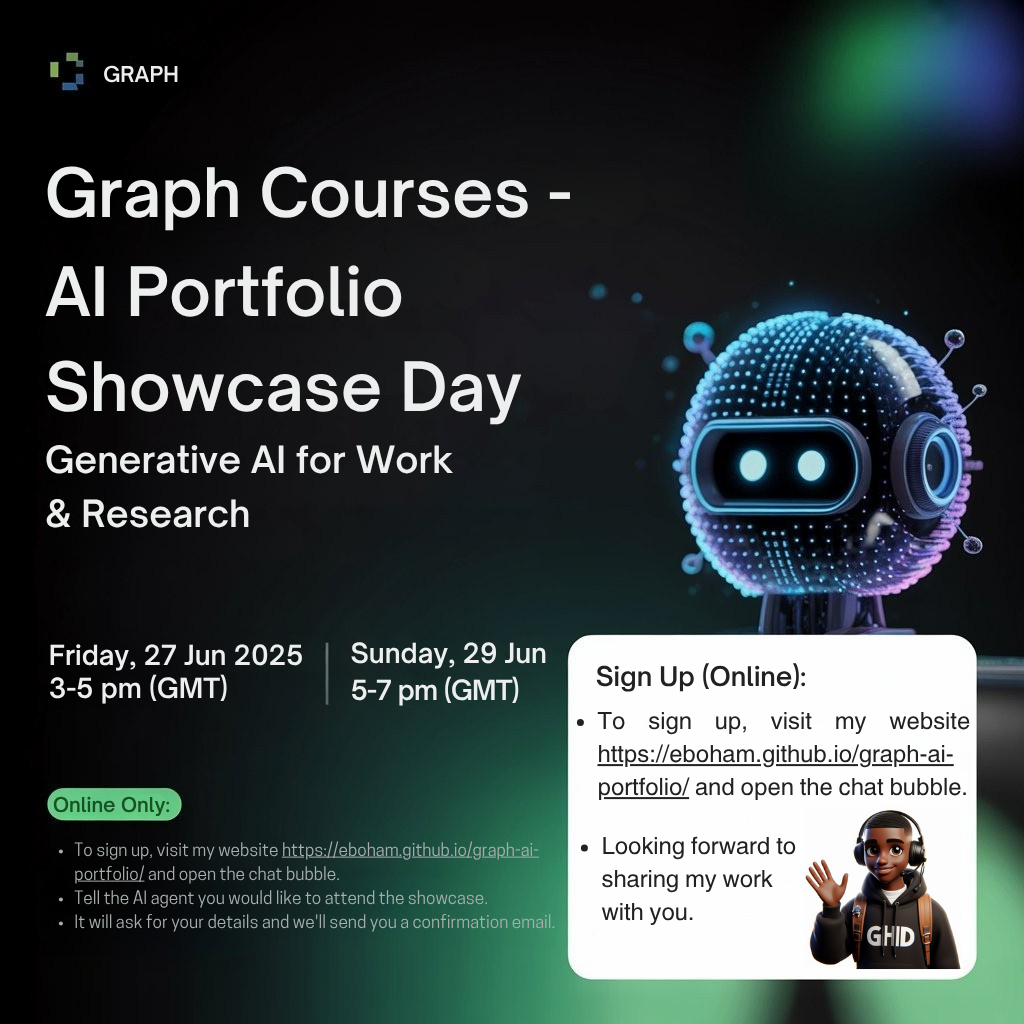 GRAPH
Graph Courses -
AI Portfolio
Showcase Day
Generative AI for Work
& Research
Friday, 27 Jun 2025
3-5 pm (GMT)
Sunday, 29 Jun
5-7 pm (GMT)
Online Only:
• To sign up, visit my website https://eboham.github.io/graph-ai-
portfolio/ and open the chat bubble.
• Tell the AI agent you would like to attend the showcase.
• It will ask for your details and we'll send you a confirmation email.
Sign Up (Online):
• To sign up, visit my website
https://eboham.github.io/graph-ai-
portfolio/ and open the chat bubble.
• Looking forward to
sharing my work
with you.
GHID